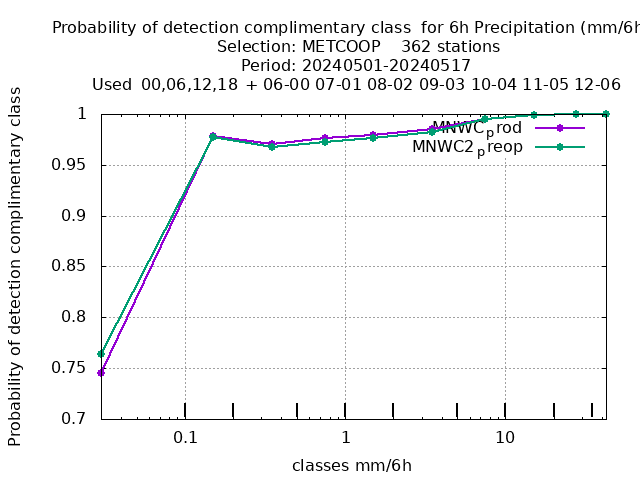 Probability of detection complimentary class  for 6h Precipitation (mm/6h
Selection: METCOOP    362 stations
Period: 20240501-20240517
Used  00,06,12,18  + 06-00 07-01 08-02 09-03  10-04 11-05 12-06
Probability of detection complimentary class
1
0.95
0.9
0.85
0.8
0.75
0.7
MNWCprod
MNWC2preop
0.1 1 10
classes mm/6h